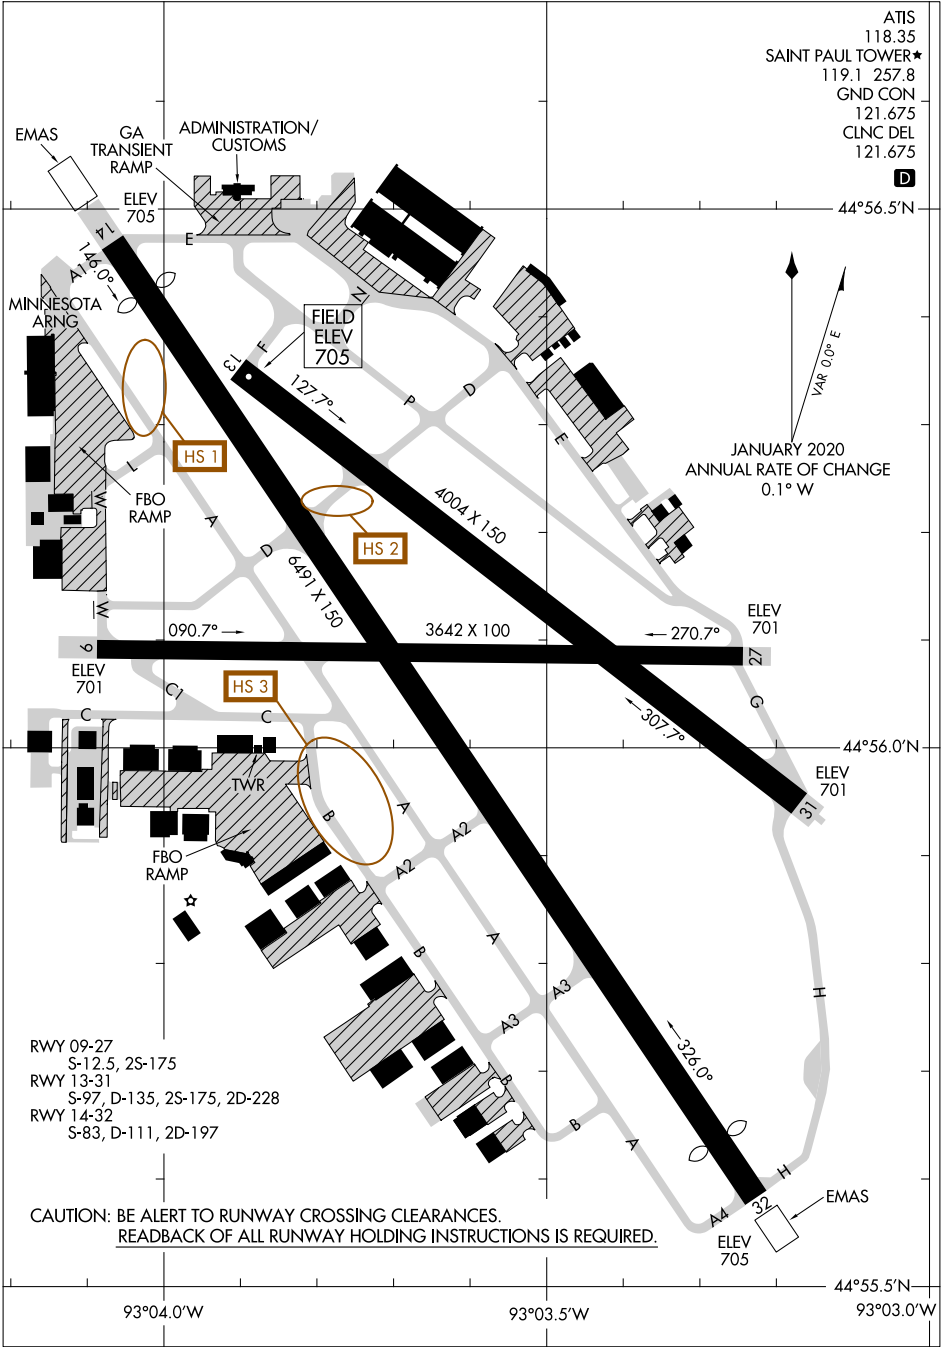 ATIS
118.35
SAINT PAUL TOWER★
119.1 257.8
GND CON
121.675
CLNC DEL
121.675
D
EMAS
GA
TRANSIENT
RAMP
ADMINISTRATION/
CUSTOMS
ELEV
705
44°56.5'N
14
146.0°
A1
E
MINNESOTA
ARNG
N
FIELD
ELEV
705
13
F
127.7°
P
D
E
VAR 0.0° E
JANUARY 2020
ANNUAL RATE OF CHANGE
0.1° W
HS 1
L
FBO
RAMP
W
A
D
HS 2
4004 X 150
6491 X 150
W
9
090.7°
3642 X 100
270.7°
27
ELEV
701
ELEV
701
C1
HS 3
C
C
G
307.7°
44°56.0'N
TWR
ELEV
701
31
B
A
A2
A2
FBO
RAMP
B
A
A3
A3
H
326.0°
RWY 09-27
S-12.5, 2S-175
RWY 13-31
S-97, D-135, 2S-175, 2D-228
RWY 14-32
S-83, D-111, 2D-197
B
B
A
H
A4
32
EMAS
ELEV
705
CAUTION: BE ALERT TO RUNWAY CROSSING CLEARANCES.
READBACK OF ALL RUNWAY HOLDING INSTRUCTIONS IS REQUIRED.
44°55.5'N
93°04.0'W
93°03.5'W
93°03.0'W